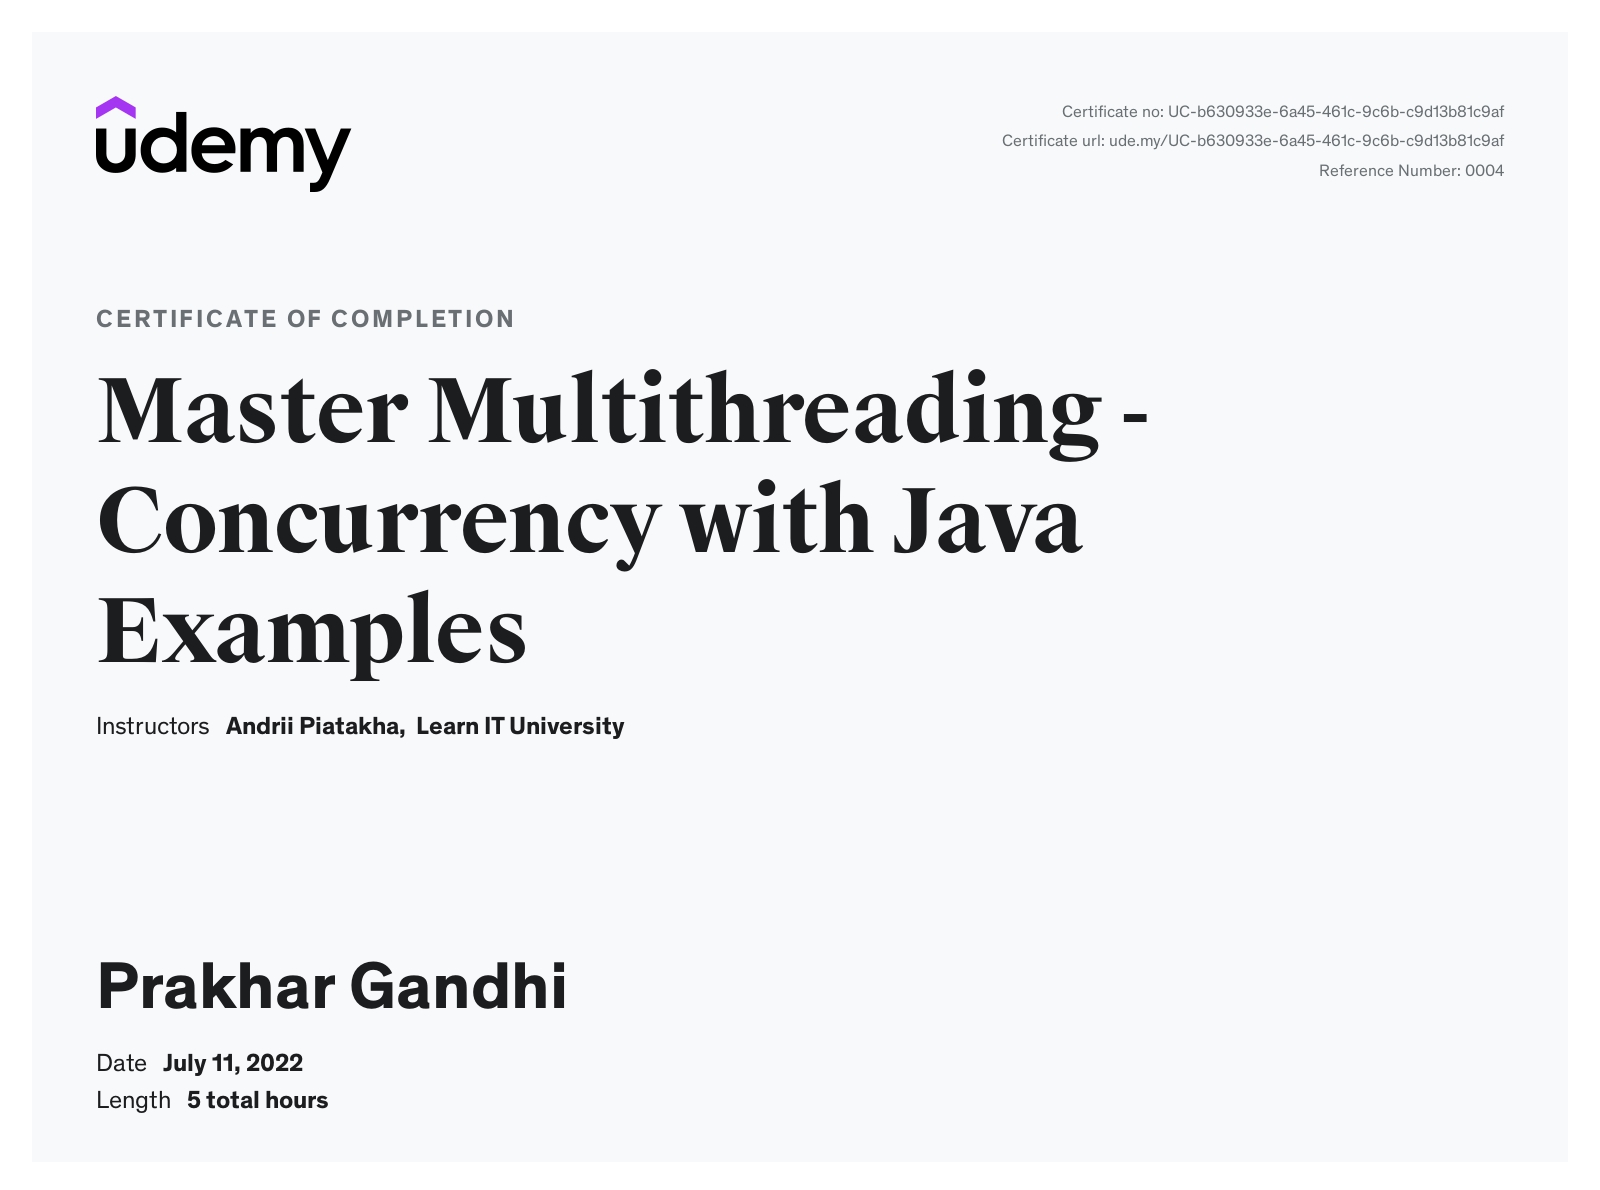 udemy
Certificate no: UC-b630933e-6a45-461c-9c6b-c9d13b81c9af
Certificate url: ude.my/UC-b630933e-6a45-461c-9c6b-c9d13b81c9af
Reference Number: 0004
CERTIFICATE OF COMPLETION
Master Multithreading -
Concurrency with Java
Examples
Instructors Andrii Piatakha, Learn IT University
Prakhar Gandhi
Date July 11, 2022
Length 5 total hours